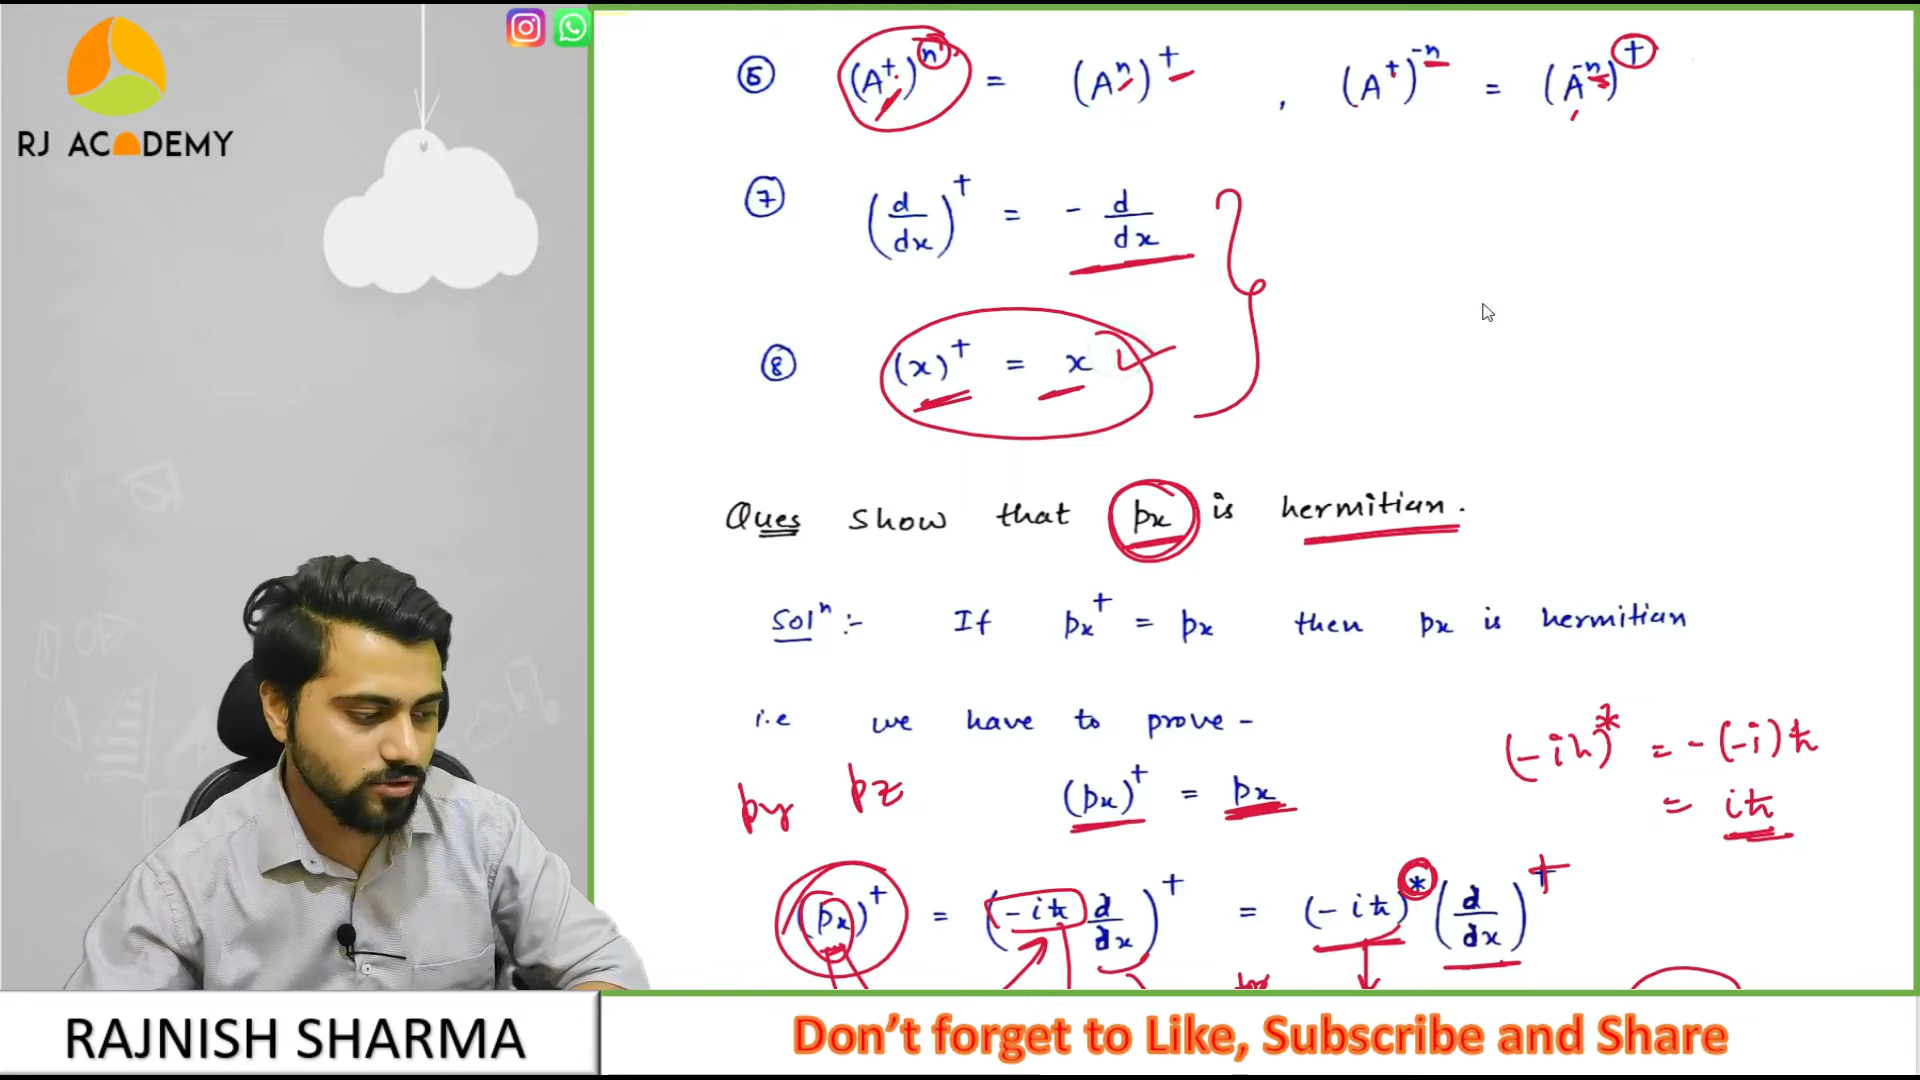 RJ ACADEMY
⑥ (A†)ⁿ = (Aⁿ)† , (A†)⁻ⁿ = (A⁻ⁿ)†
⑦ (d/dx)† = - d/dx
⑧ (x)† = x
Ques show that px is hermitian.
Solⁿ :- If px† = px then px is hermitian
i.e we have to prove -
(-iħ)* = -(-i)ħ
= iħ
py pz (px)† = px
(px)† = (-iħ d/dx)† = (-iħ)* (d/dx)†
RAJNISH SHARMA
Don't forget to Like, Subscribe and Share